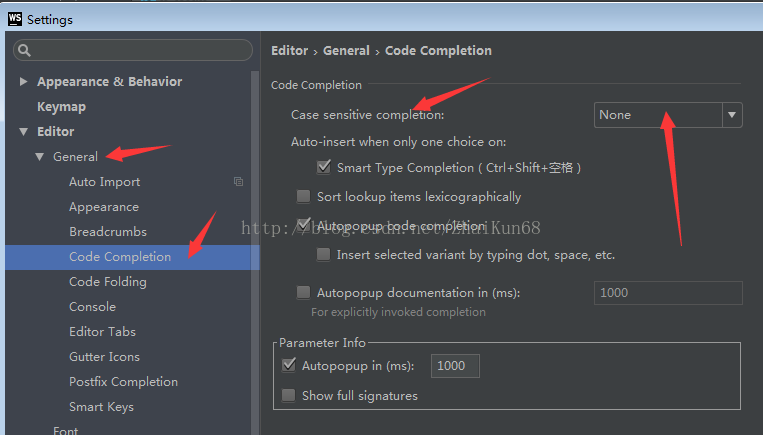 WS Settings
Appearance & Behavior
Keymap
Editor
General
Auto Import
Appearance
Breadcrumbs
Code Completion
Code Folding
Console
Editor Tabs
Gutter Icons
Postfix Completion
Smart Keys
Font
Editor › General › Code Completion
Code Completion
Case sensitive completion: None
Auto-insert when only one choice on:
Smart Type Completion ( Ctrl+Shift+空格 )
Sort lookup items lexicographically
Autopopup code completion
http://blog.csdn.net/ZhaiKun68
Insert selected variant by typing dot, space, etc.
Autopopup documentation in (ms): 1000
For explicitly invoked completion
Parameter Info
Autopopup in (ms): 1000
Show full signatures